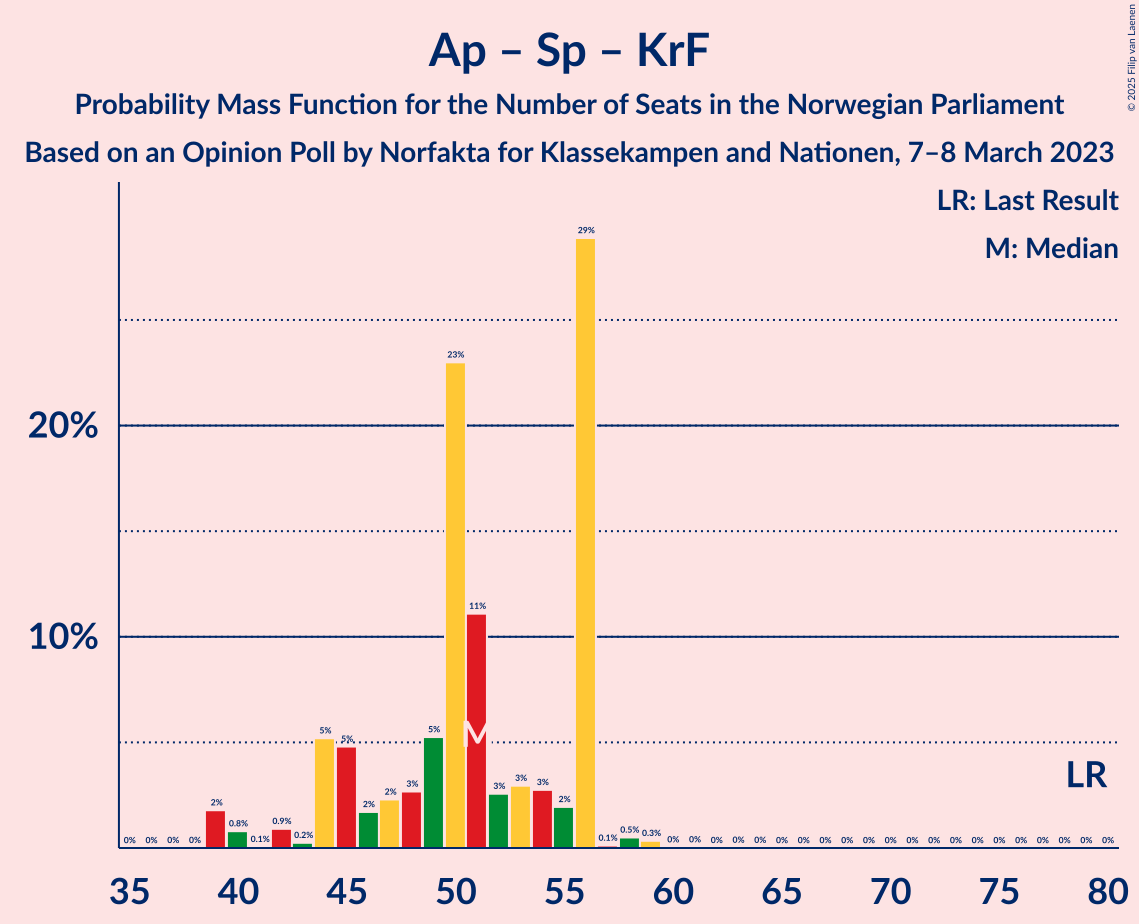 Ap – Sp – KrF
Probability Mass Function for the Number of Seats in the Norwegian Parliament
Based on an Opinion Poll by Norfakta for Klassekampen and Nationen, 7–8 March 2023
© 2025 Filip van Laenen
LR: Last Result
M: Median
20%
10%
0% 0% 0% 0% 2% 0.8% 0.1% 0.9% 0.2% 5% 5% 2% 2% 3% 5% 23% 11% 3% 3% 3% 2% 29% 0.1% 0.5% 0.3% 0% 0% 0% 0% 0% 0% 0% 0% 0% 0% 0% 0% 0% 0% 0% 0% 0% 0% 0% 0% 0%
M
LR
35 40 45 50 55 60 65 70 75 80